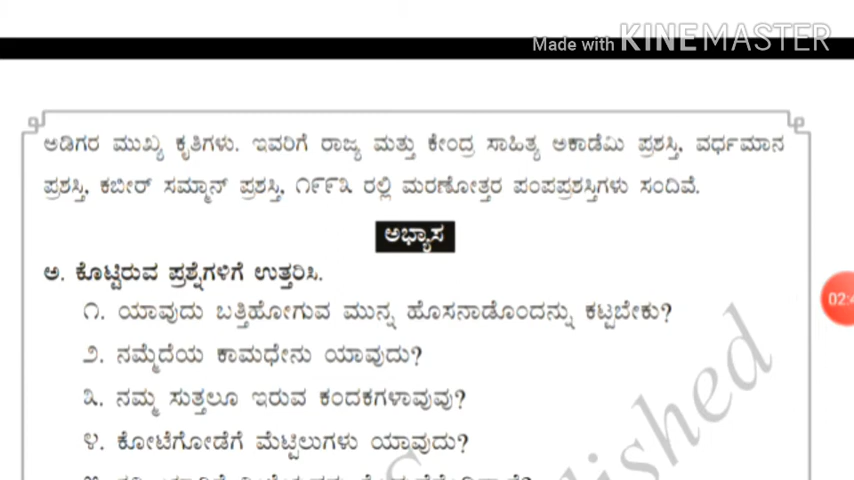 Made with KINEMASTER
ಅಡಿಗರ ಮುಖ್ಯ ಕೃತಿಗಳು. ಇವರಿಗೆ ರಾಜ್ಯ ಮತ್ತು ಕೇಂದ್ರ ಸಾಹಿತ್ಯ ಅಕಾಡೆಮಿ ಪ್ರಶಸ್ತಿ, ವರ್ಧಮಾನ
ಪ್ರಶಸ್ತಿ, ಕಬೀರ್ ಸಮ್ಮಾನ್ ಪ್ರಶಸ್ತಿ, ೧೯೯೩ ರಲ್ಲಿ ಮರಣೋತ್ತರ ಪಂಪಪ್ರಶಸ್ತಿಗಳು ಸಂದಿವೆ.
ಅಭ್ಯಾಸ
ಅ. ಕೊಟ್ಟಿರುವ ಪ್ರಶ್ನೆಗಳಿಗೆ ಉತ್ತರಿಸಿ.
೧. ಯಾವುದು ಬತ್ತಿಹೋಗುವ ಮುನ್ನ ಹೊಸನಾಡೊಂದನ್ನು ಕಟ್ಟಬೇಕು?
02:4
೨. ನಮ್ಮೆದೆಯ ಕಾಮಧೇನು ಯಾವುದು?
೩. ನಮ್ಮ ಸುತ್ತಲೂ ಇರುವ ಕಂದಕಗಳಾವುವು?
೪. ಕೋಟೆಗೋಡೆಗೆ ಮೆಟ್ಟಿಲುಗಳು ಯಾವುದು?